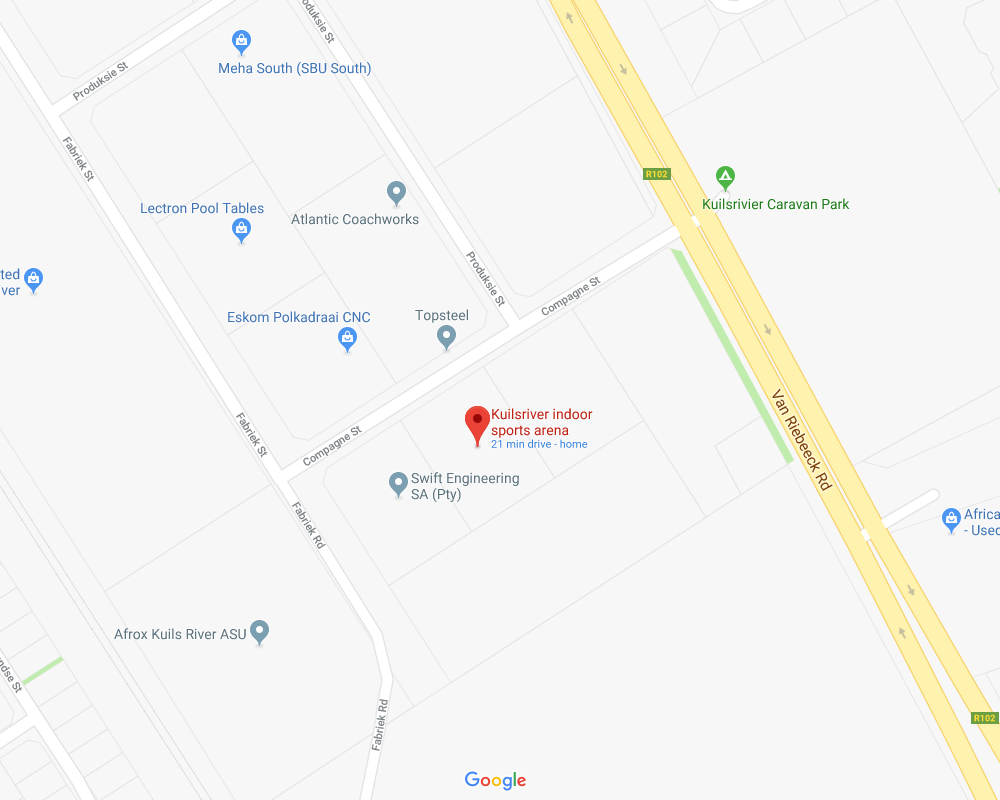 Produksie St
Meha South (SBU South)
Produksie St
Fabriek St
R102
Kuilsrivier Caravan Park
Lectron Pool Tables
Atlantic Coachworks
ted
ver
Produksie St
Compagne St
Eskom Polkadraai CNC
Topsteel
Fabriek St
Compagne St
Kuilsriver indoor
sports arena
21 min drive - home
Van Riebeeck Rd
Swift Engineering
SA (Pty)
Fabriek Rd
Africa
- Used
Afrox Kuils River ASU
ndse St
Fabriek Rd
R102
Google